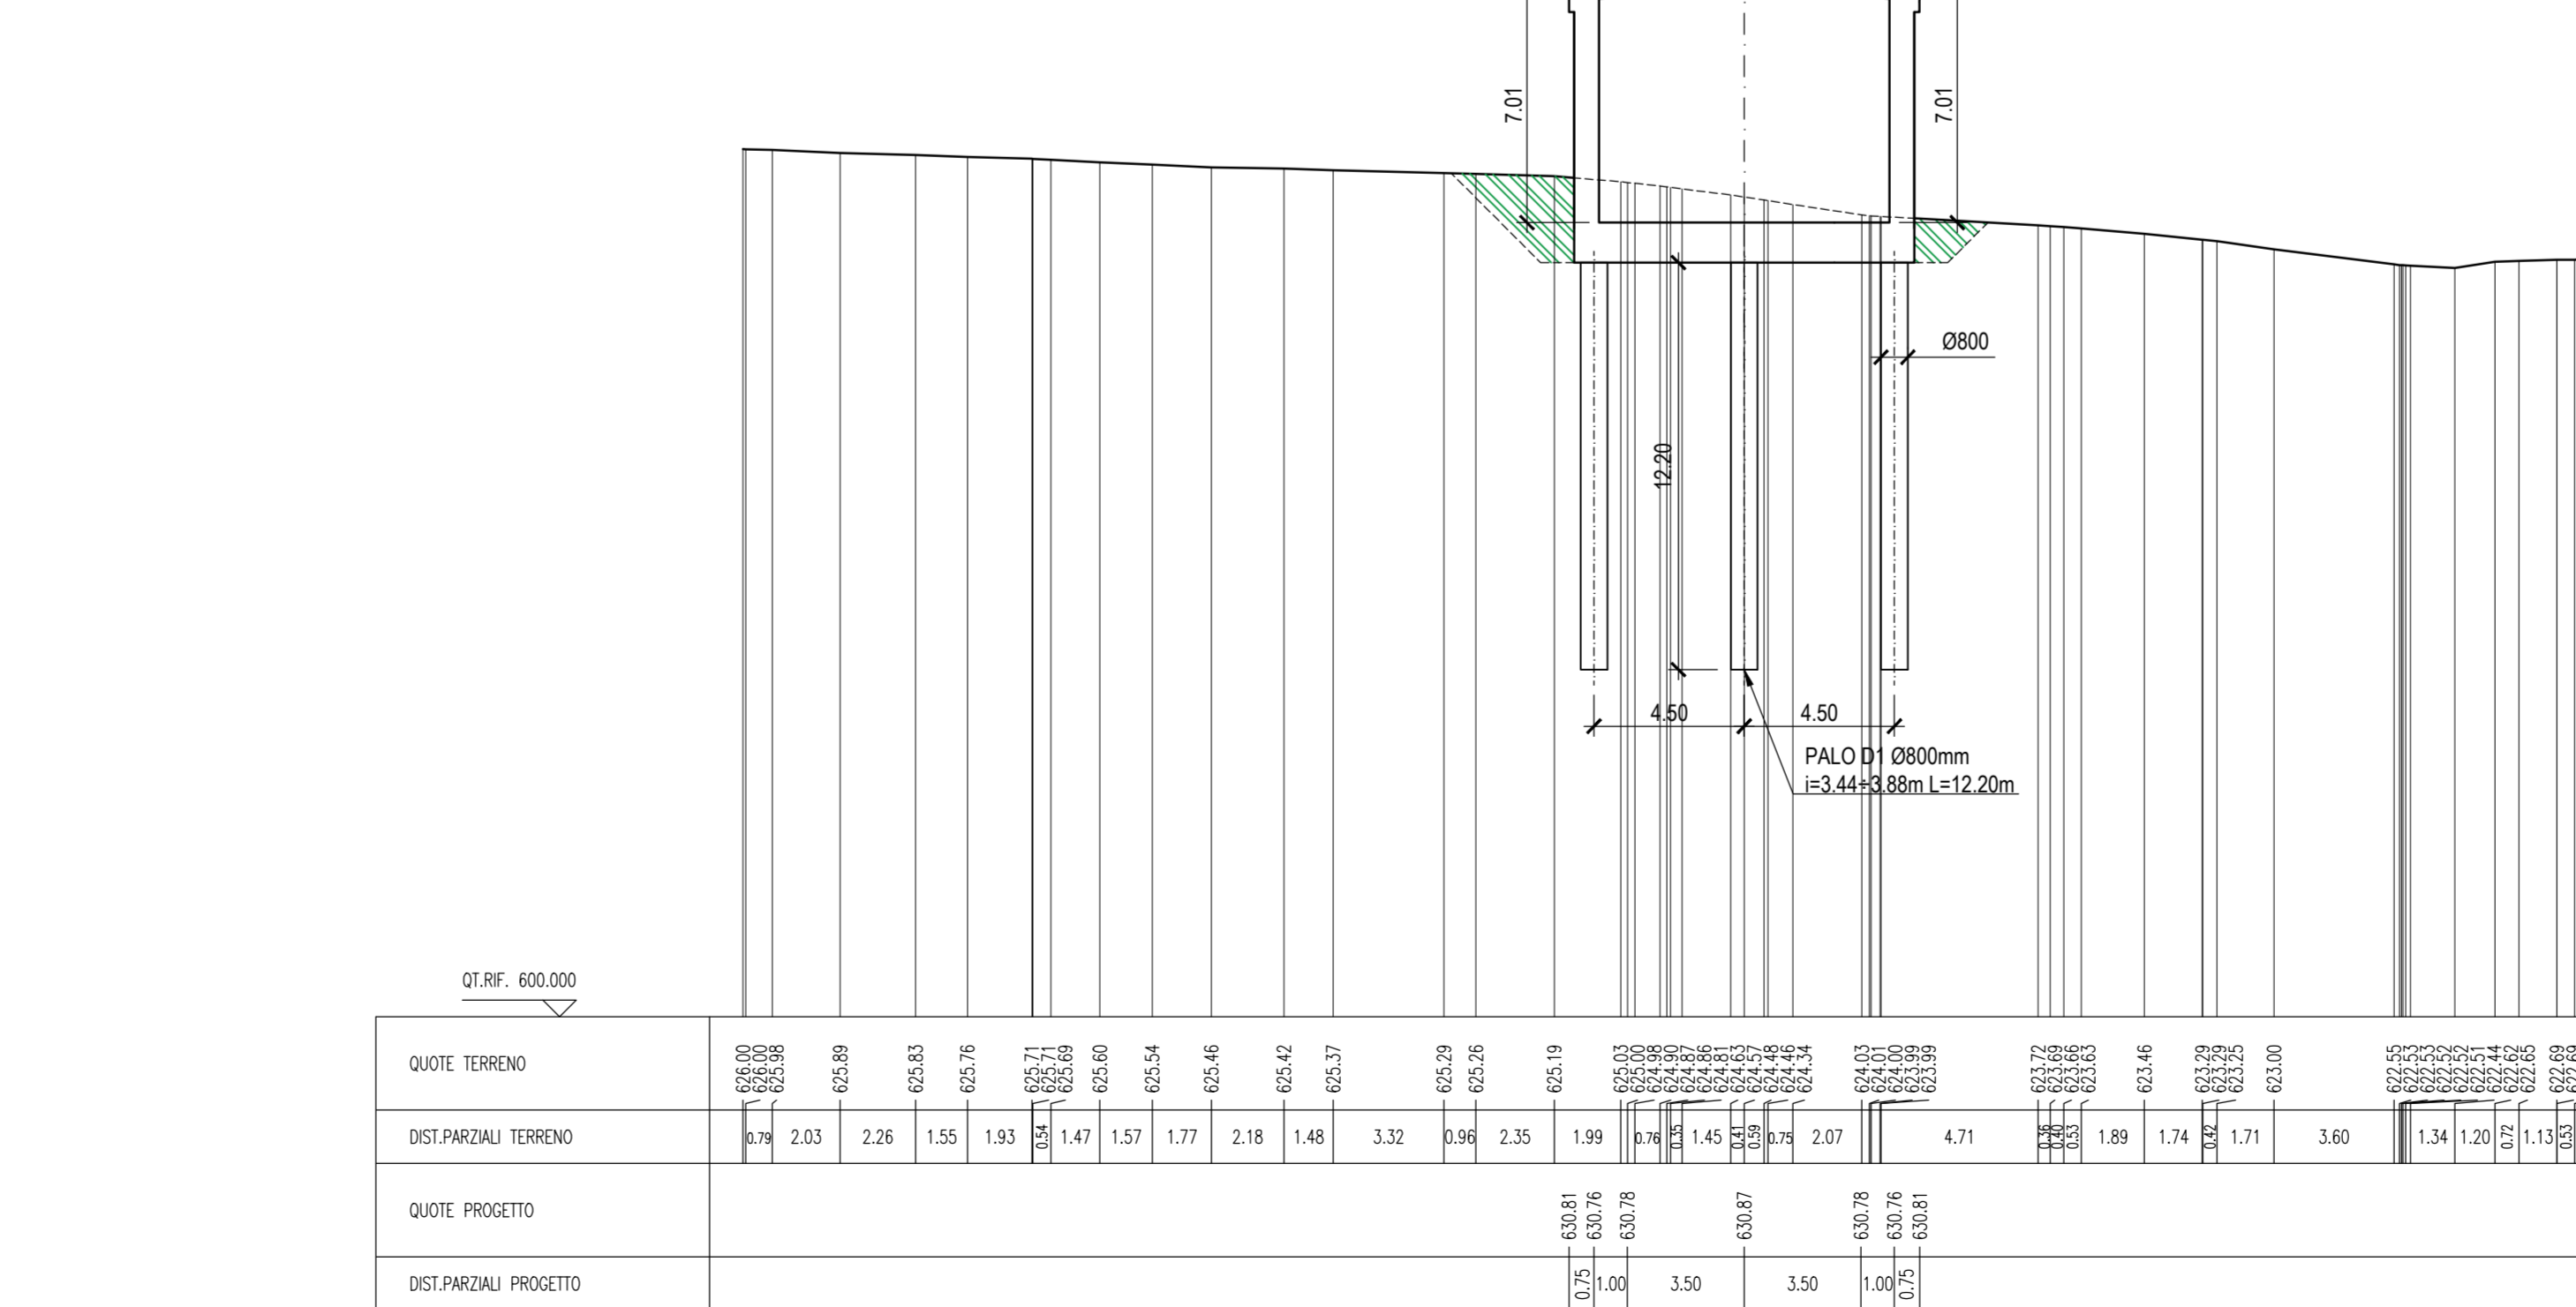 7.01
7.01
Ø800
12.20
4.50
4.50
PALO D1 Ø800mm
i=3.44÷3.88m L=12.20m
QT.RIF. 600.000
QUOTE TERRENO
626.00 626.00 625.98 625.89 625.83 625.76 625.71 625.71 625.69 625.60 625.54 625.46 625.42 625.37 625.29 625.26 625.19 625.03 625.00 624.98 624.90 624.87 624.86 624.81 624.63 624.57 624.48 624.46 624.34 624.03 624.01 624.00 623.99 623.99 623.72 623.69 623.66 623.63 623.46 623.29 623.29 623.25 623.00 622.55 622.53 622.53 622.52 622.52 622.51 622.44 622.62 622.65 622.69
DIST.PARZIALI TERRENO
0.79 2.03 2.26 1.55 1.93 0.54 1.47 1.57 1.77 2.18 1.48 3.32 0.96 2.35 1.99 0.76 0.35 1.45 0.41 0.59 0.75 2.07 4.71 0.36 0.40 0.53 1.89 1.74 0.42 1.71 3.60 1.34 1.20 0.72 1.13 0.53
QUOTE PROGETTO
630.81 630.76 630.78 630.87 630.78 630.76 630.81
DIST.PARZIALI PROGETTO
0.75 1.00 3.50 3.50 1.00 0.75